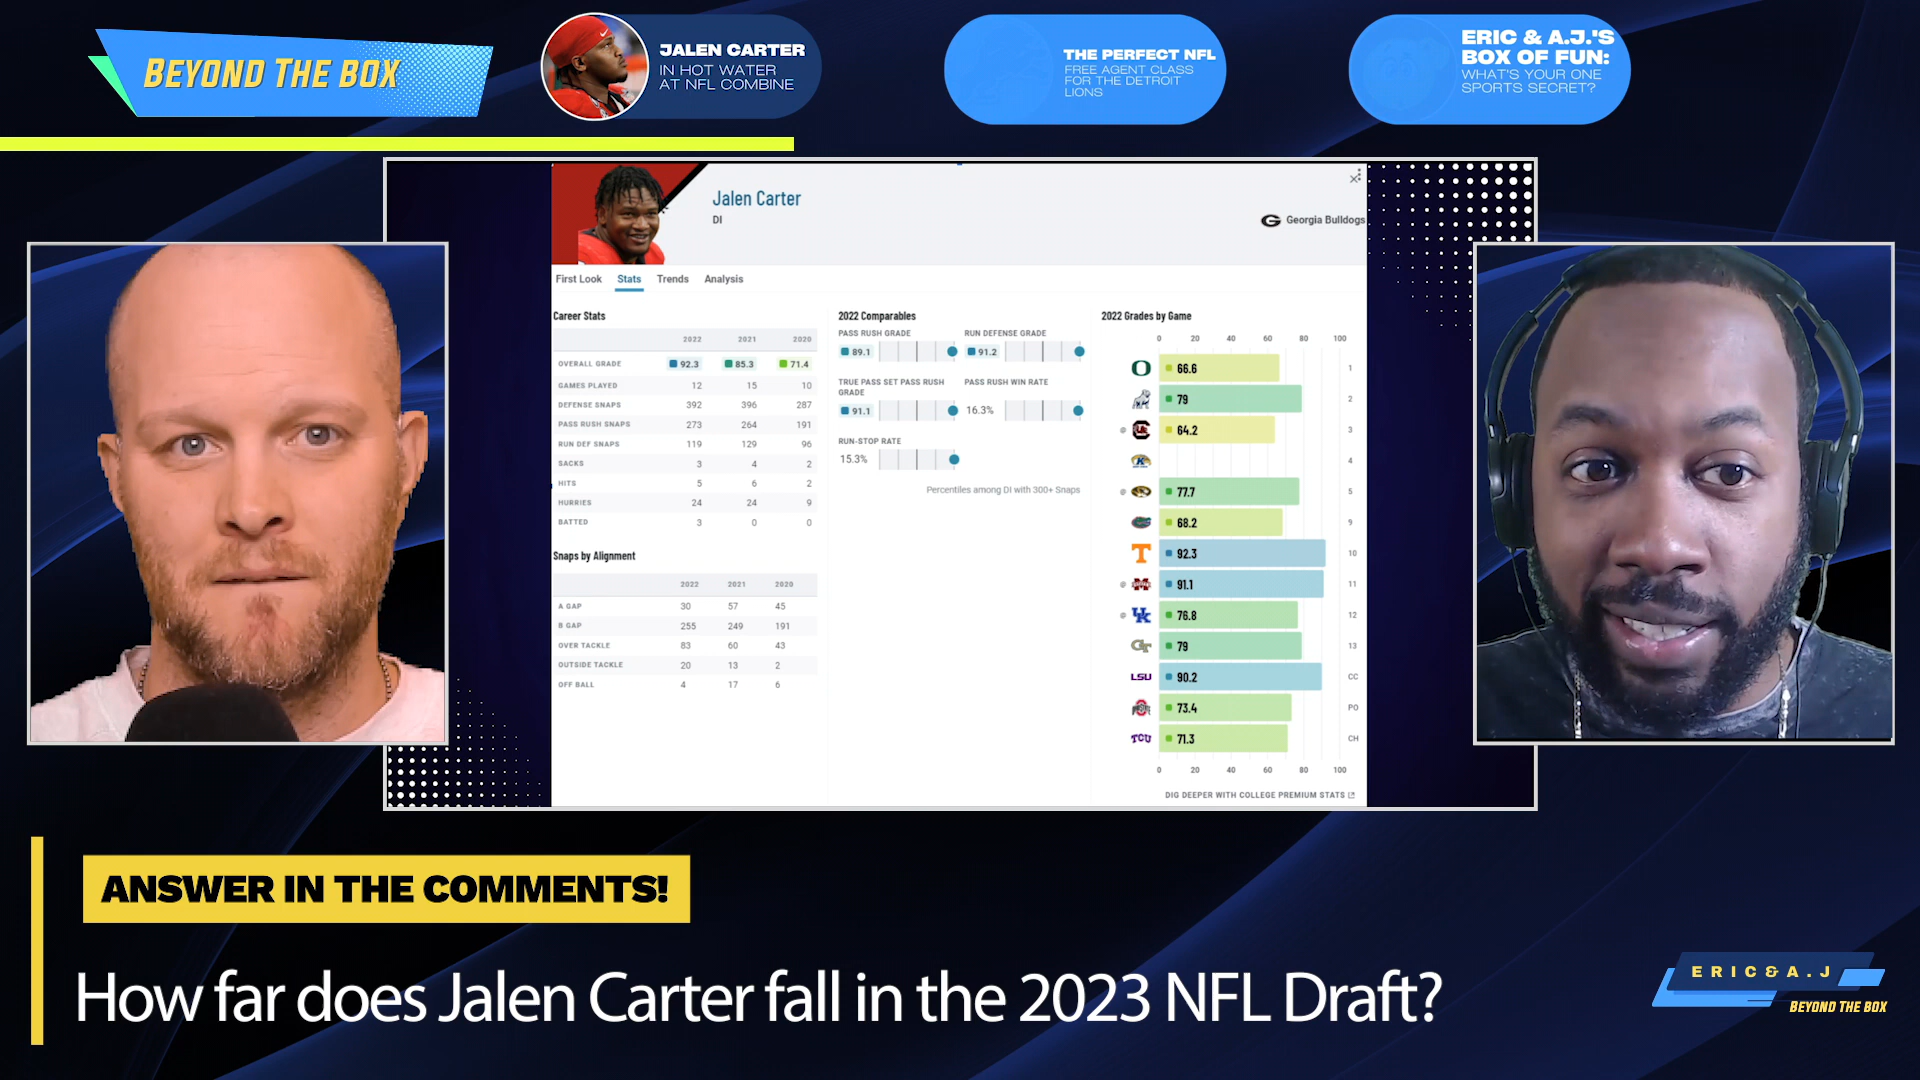 BEYOND THE BOX
JALEN CARTER
IN HOT WATER
AT NFL COMBINE
THE PERFECT NFL
FREE AGENT CLASS
FOR THE DETROIT
LIONS
ERIC & A.J.'S
BOX OF FUN:
WHAT'S YOUR ONE
SPORTS SECRET?
Jalen Carter
DI
Georgia Bulldogs
First Look Stats Trends Analysis
Career Stats
2022 2021 2020
OVERALL GRADE 92.3 85.3 71.4
GAMES PLAYED 12 15 10
DEFENSE SNAPS 392 396 287
PASS RUSH SNAPS 273 264 191
RUN DEF SNAPS 119 129 96
SACKS 3 4 2
HITS 5 6 2
HURRIES 24 24 9
BATTED 3 0 0
Snaps by Alignment
2022 2021 2020
A GAP 30 57 45
B GAP 255 249 191
OVER TACKLE 83 60 43
OUTSIDE TACKLE 20 13 2
OFF BALL 4 17 6
2022 Comparables
PASS RUSH GRADE RUN DEFENSE GRADE
89.1 91.2
TRUE PASS SET PASS RUSH
GRADE
PASS RUSH WIN RATE
91.1 16.3%
RUN-STOP RATE
15.3%
Percentiles among DI with 300+ Snaps
2022 Grades by Game
0 20 40 60 80 100
O 66.6 1
79 2
@ C 64.2 3
4
@ 77.7 5
68.2 9
T 92.3 10
@ M 91.1 11
@ UK 76.8 12
GT 79 13
LSU 90.2 CC
73.4 PO
TCU 71.3 CH
0 20 40 60 80 100
DIG DEEPER WITH COLLEGE PREMIUM STATS
ANSWER IN THE COMMENTS!
How far does Jalen Carter fall in the 2023 NFL Draft?
ERIC & A.J
BEYOND THE BOX